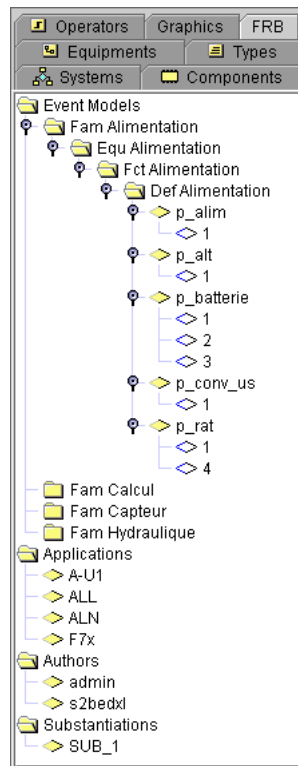 Operators Graphics FRB
Equipments Types
Systems Components
Event Models
Fam Alimentation
Equ Alimentation
Fct Alimentation
Def Alimentation
p_alim
1
p_alt
1
p_batterie
1
2
3
p_conv_us
1
p_rat
1
4
Fam Calcul
Fam Capteur
Fam Hydraulique
Applications
A-U1
ALL
ALN
F7x
Authors
admin
s2bedxl
Substantiations
SUB_1